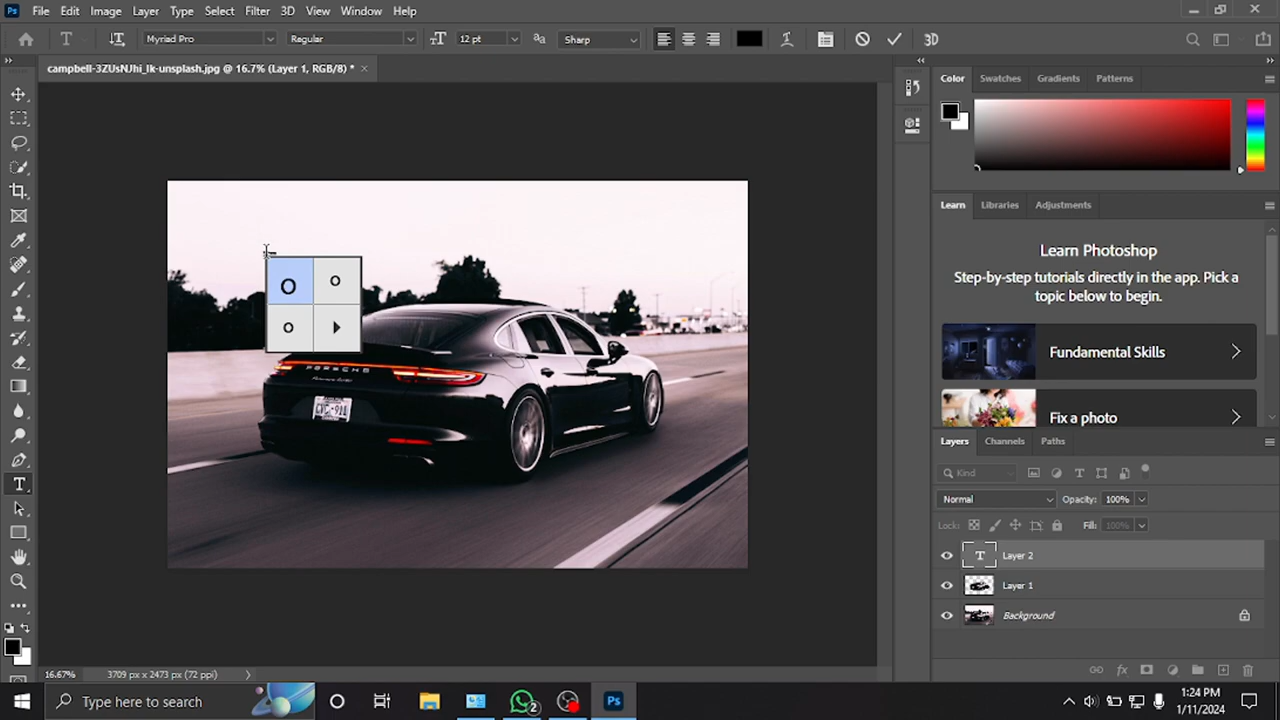 Ps File Edit Image Layer Type Select Filter 3D View Window Help
T Myriad Pro Regular 12 pt Sharp 3D
campbell-3ZUsNJhi_Ik-unsplash.jpg @ 16.7% (Layer 1, RGB/8) *
Color Swatches Gradients Patterns
Learn Libraries Adjustments
Learn Photoshop
Step-by-step tutorials directly in the app. Pick a
topic below to begin.
Fundamental Skills
Fix a photo
PORSCHE
Layers Channels Paths
Kind
Normal Opacity: 100%
Lock: Fill: 100%
T Layer 2
Layer 1
Background
16.67% 3709 px x 2473 px (72 ppi)
Type here to search
2
Ps
1:24 PM
1/11/2024